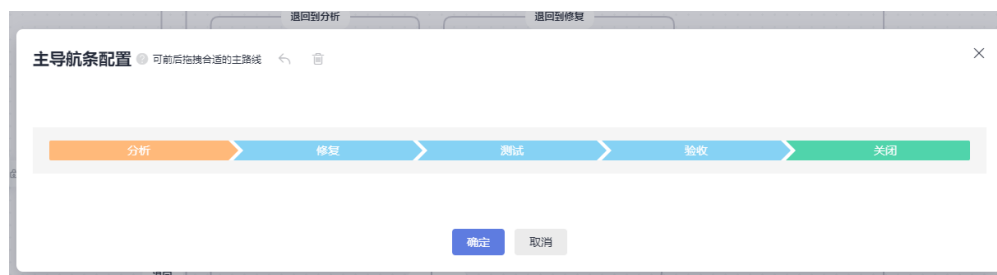 退回到分析 退回到修复
主导航条配置 可前后拖拽合适的主路线
分析 修复 测试 验收 关闭
确定 取消
退回